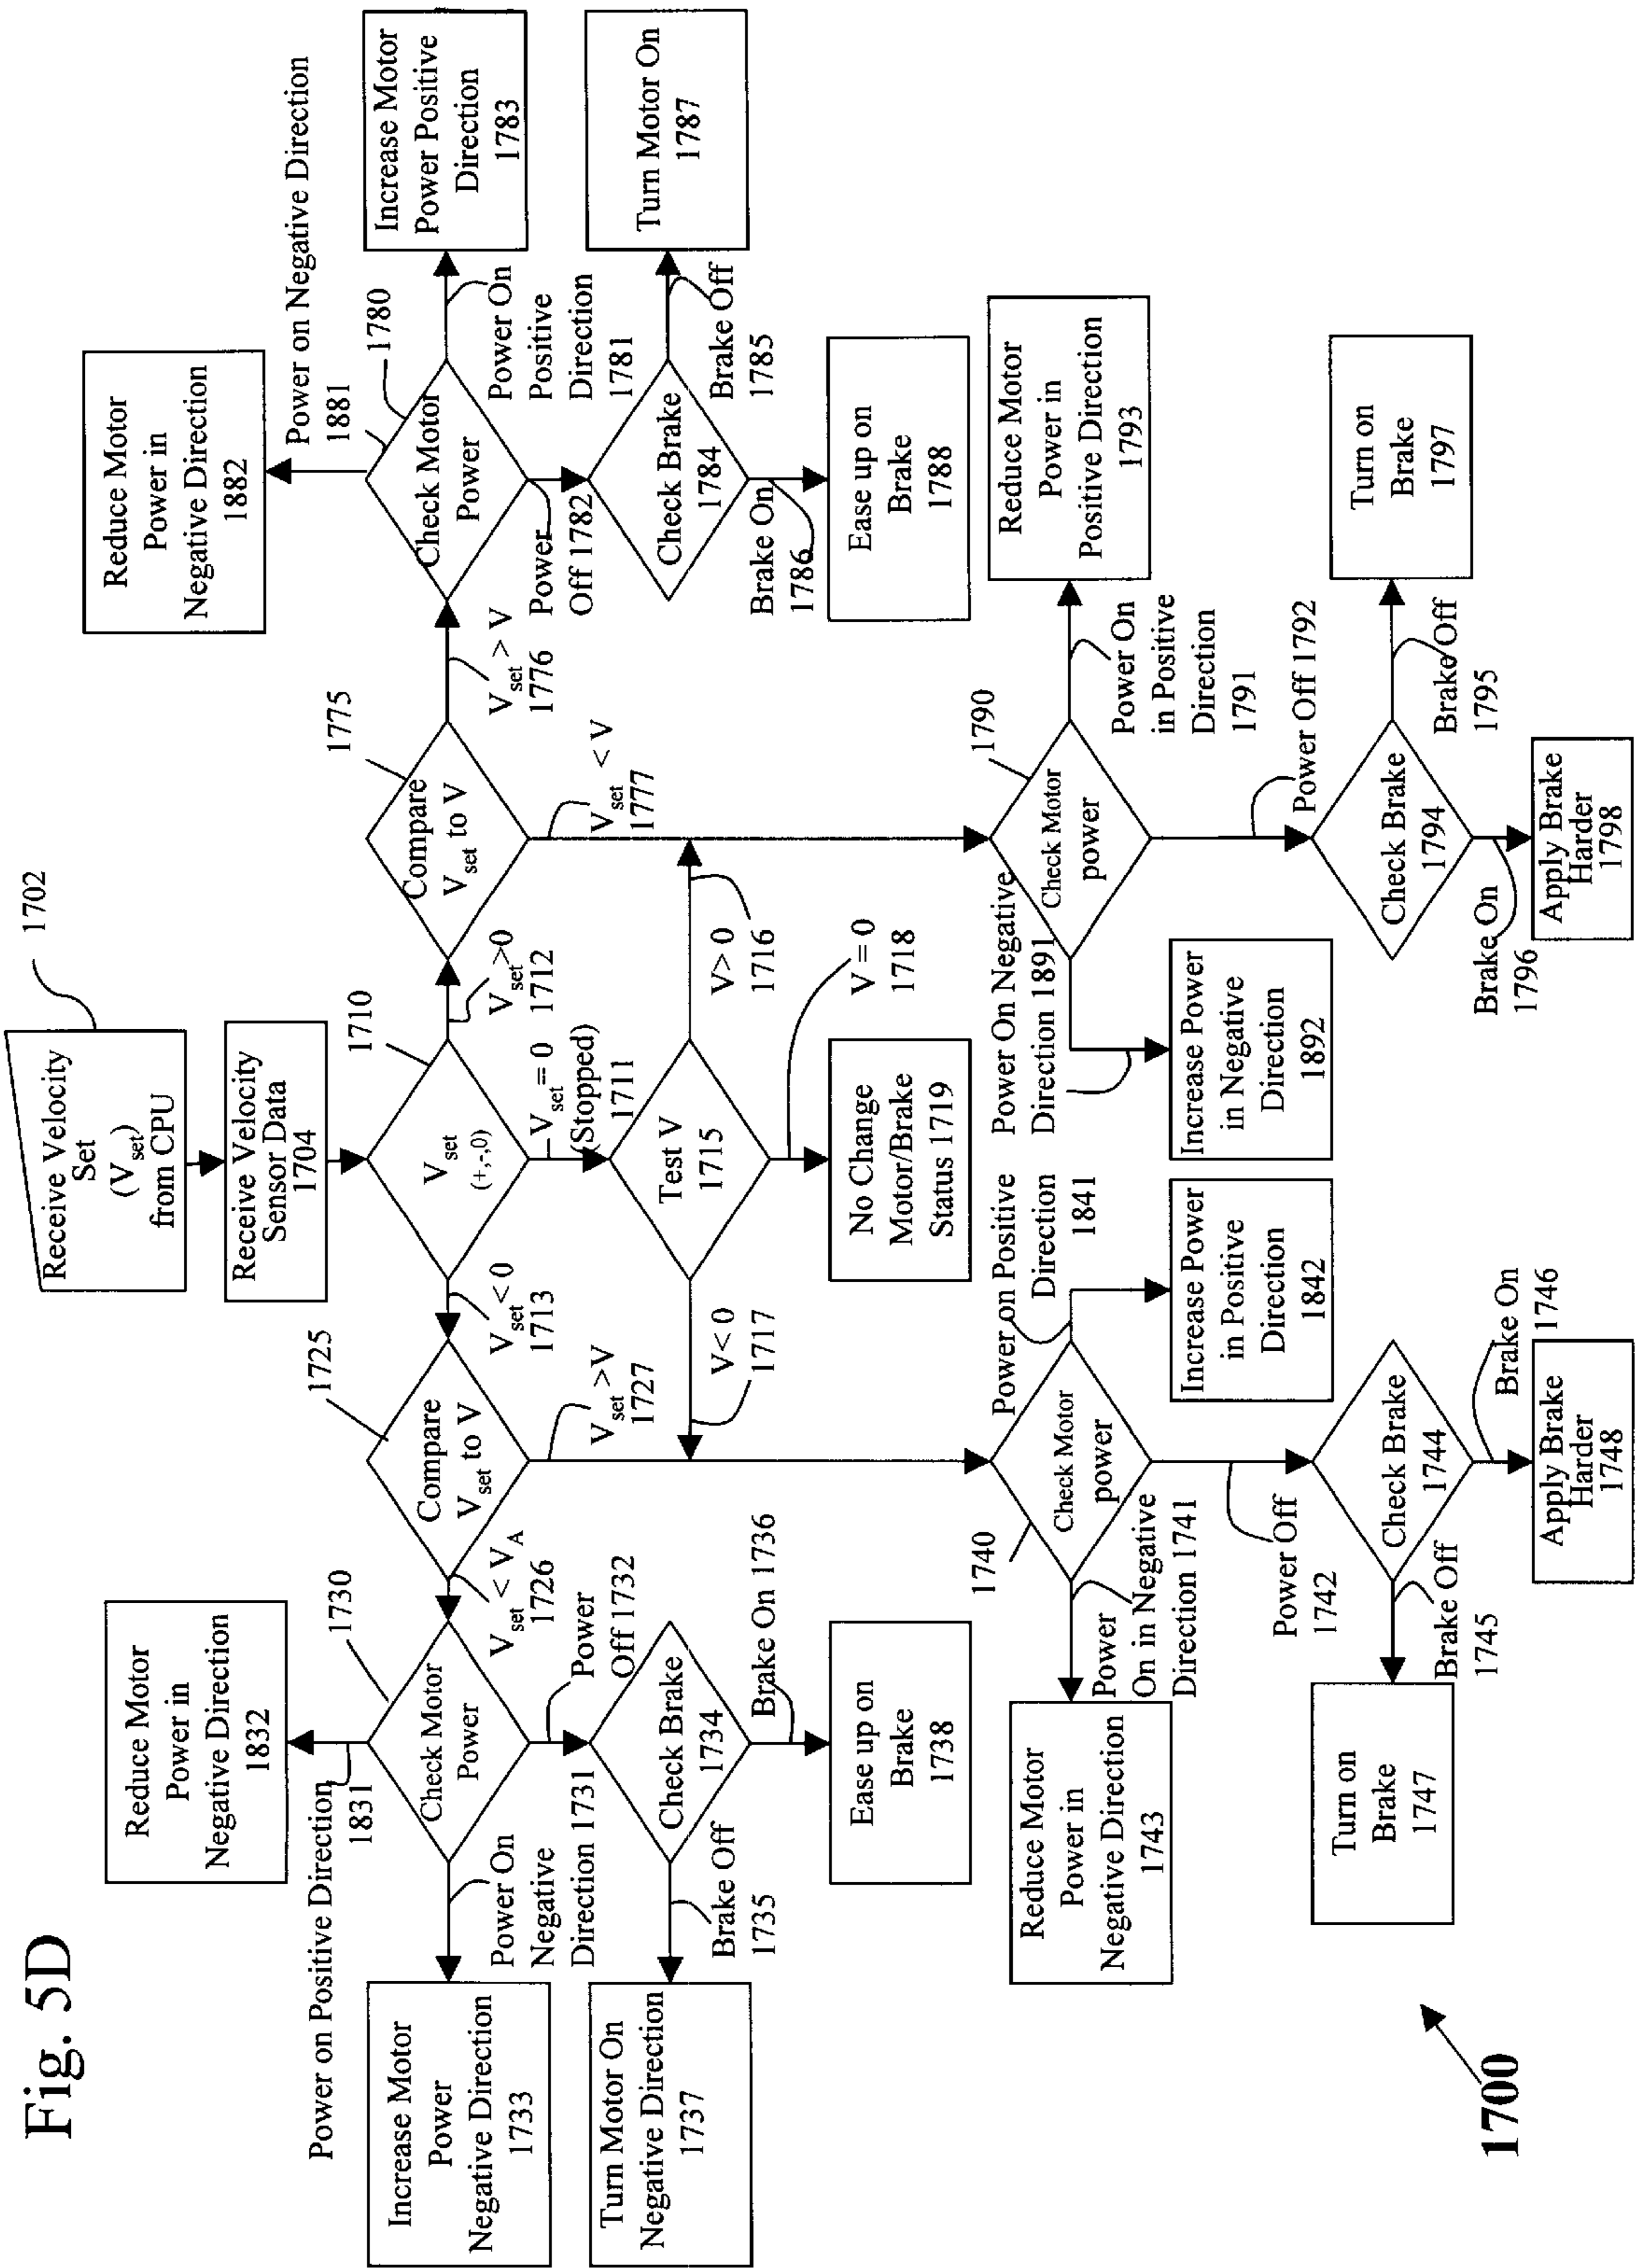 Fig. 5D
Receive Velocity
Set
(Vset)
from CPU
1702
Receive Velocity
Sensor Data
1704
Vset
(+,-,0)
1710
Vset < 0
1713
Vset = 0
(Stopped)
1711
Vset>0
1712
Compare
Vset to V
1725
Vset < VA
1726
Vset >V
1727
Test V
1715
V< 0
1717
V> 0
1716
V = 0
1718
No Change
Motor/Brake
Status 1719
Compare
Vset to V
1775
Vset > V
1776
Vset < V
1777
Reduce Motor
Power in
Negative Direction
1832
Power on Positive Direction
1831
Check Motor
Power
1730
Power On
Negative
Direction 1731
Power
Off 1732
Increase Motor
Power
Negative Direction
1733
Check Brake
1734
Brake Off
1735
Brake On 1736
Turn Motor On
Negative Direction
1737
Ease up on
Brake
1738
Reduce Motor
Power in
Negative Direction
1882
Power on Negative Direction
1881
Check Motor
Power
1780
Power On
Positive
Direction
1781
Power
Off 1782
Increase Motor
Power Positive
Direction
1783
Check Brake
1784
Brake Off
1785
Brake On
1786
Turn Motor On
1787
Ease up on
Brake
1788
Check Motor
power
1740
Power
On in Negative
Direction 1741
Power on Positive
Direction
1841
Power Off
1742
Reduce Motor
Power in
Negative Direction
1743
Increase Power
in Positive
Direction
1842
Check Brake
1744
Brake Off
1745
Brake On
1746
Turn on
Brake
1747
Apply Brake
Harder
1748
Check Motor
power
1790
Power On Negative
Direction 1891
Power On
in Positive
Direction
1791
Power Off 1792
Increase Power
in Negative
Direction
1892
Reduce Motor
Power in
Positive Direction
1793
Check Brake
1794
Brake Off
1795
Brake On
1796
Turn on
Brake
1797
Apply Brake
Harder
1798
1700